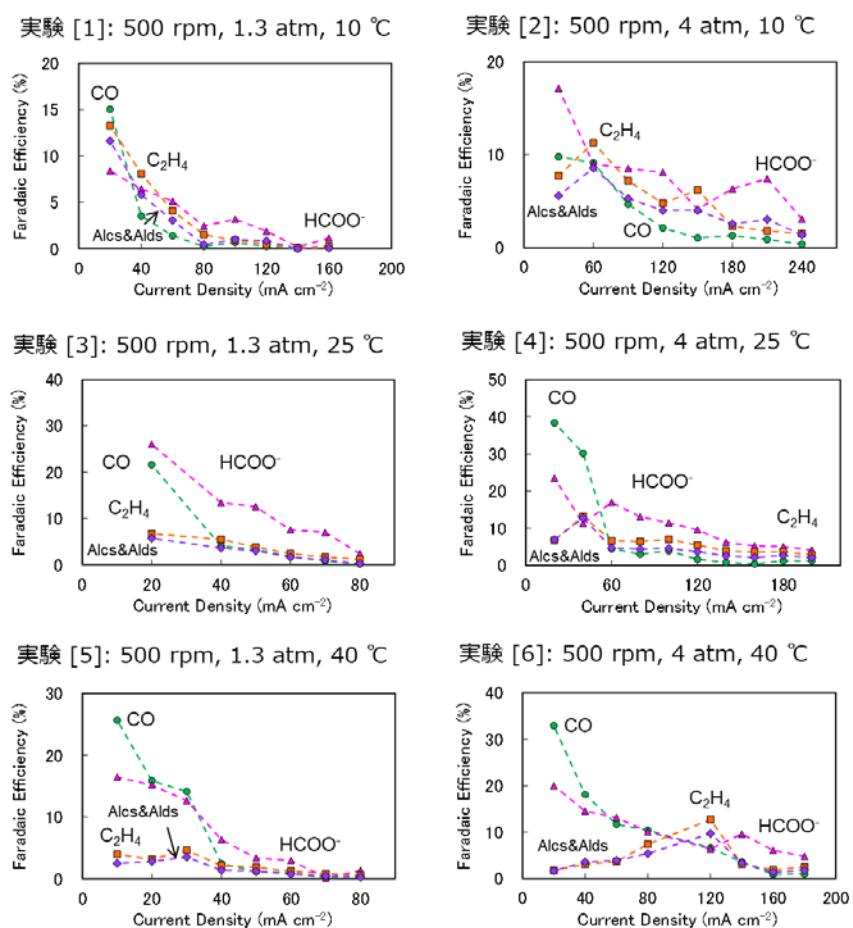 実験 [1]: 500 rpm, 1.3 atm, 10 ℃
20
15
10
5
0
Faradaic Efficiency (%)
CO
C₂H₄
Alcs&Alds
HCOO⁻
0 40 80 120 160 200
Current Density (mA cm⁻²)
実験 [2]: 500 rpm, 4 atm, 10 ℃
20
10
0
Faradaic Efficiency (%)
C₂H₄
HCOO⁻
Alcs&Alds
CO
0 60 120 180 240
Current Density (mA cm⁻²)
実験 [3]: 500 rpm, 1.3 atm, 25 ℃
40
30
20
10
0
Faradaic Efficiency (%)
CO
HCOO⁻
C₂H₄
Alcs&Alds
0 20 40 60 80
Current Density (mA cm⁻²)
実験 [4]: 500 rpm, 4 atm, 25 ℃
50
40
30
20
10
0
Faradaic Efficiency (%)
CO
HCOO⁻
C₂H₄
Alcs&Alds
0 60 120 180
Current Density (mA cm⁻²)
実験 [5]: 500 rpm, 1.3 atm, 40 ℃
30
20
10
0
Faradaic Efficiency (%)
CO
Alcs&Alds
C₂H₄
HCOO⁻
0 20 40 60 80
Current Density (mA cm⁻²)
実験 [6]: 500 rpm, 4 atm, 40 ℃
40
30
20
10
0
Faradaic Efficiency (%)
CO
C₂H₄
HCOO⁻
Alcs&Alds
0 40 80 120 160 200
Current Density (mA cm⁻²)